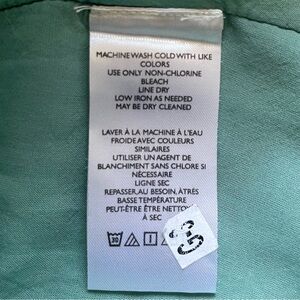 MACHINE WASH COLD WITH LIKE
COLORS
USE ONLY NON-CHLORINE
BLEACH
LINE DRY
LOW IRON AS NEEDED
MAY BE DRY CLEANED
LAVER À LA MACHINE À L'EAU
FROIDE AVEC COULEURS
SIMILAIRES
UTILISER UN AGENT DE
BLANCHIMENT SANS CHLORE SI
NÉCESSAIRE
LIGNE SEC
REPASSER, AU BESOIN, À TRÈS
BASSE TEMPÉRATURE
PEUT-ÊTRE ÊTRE NETTO
À SEC
30
3